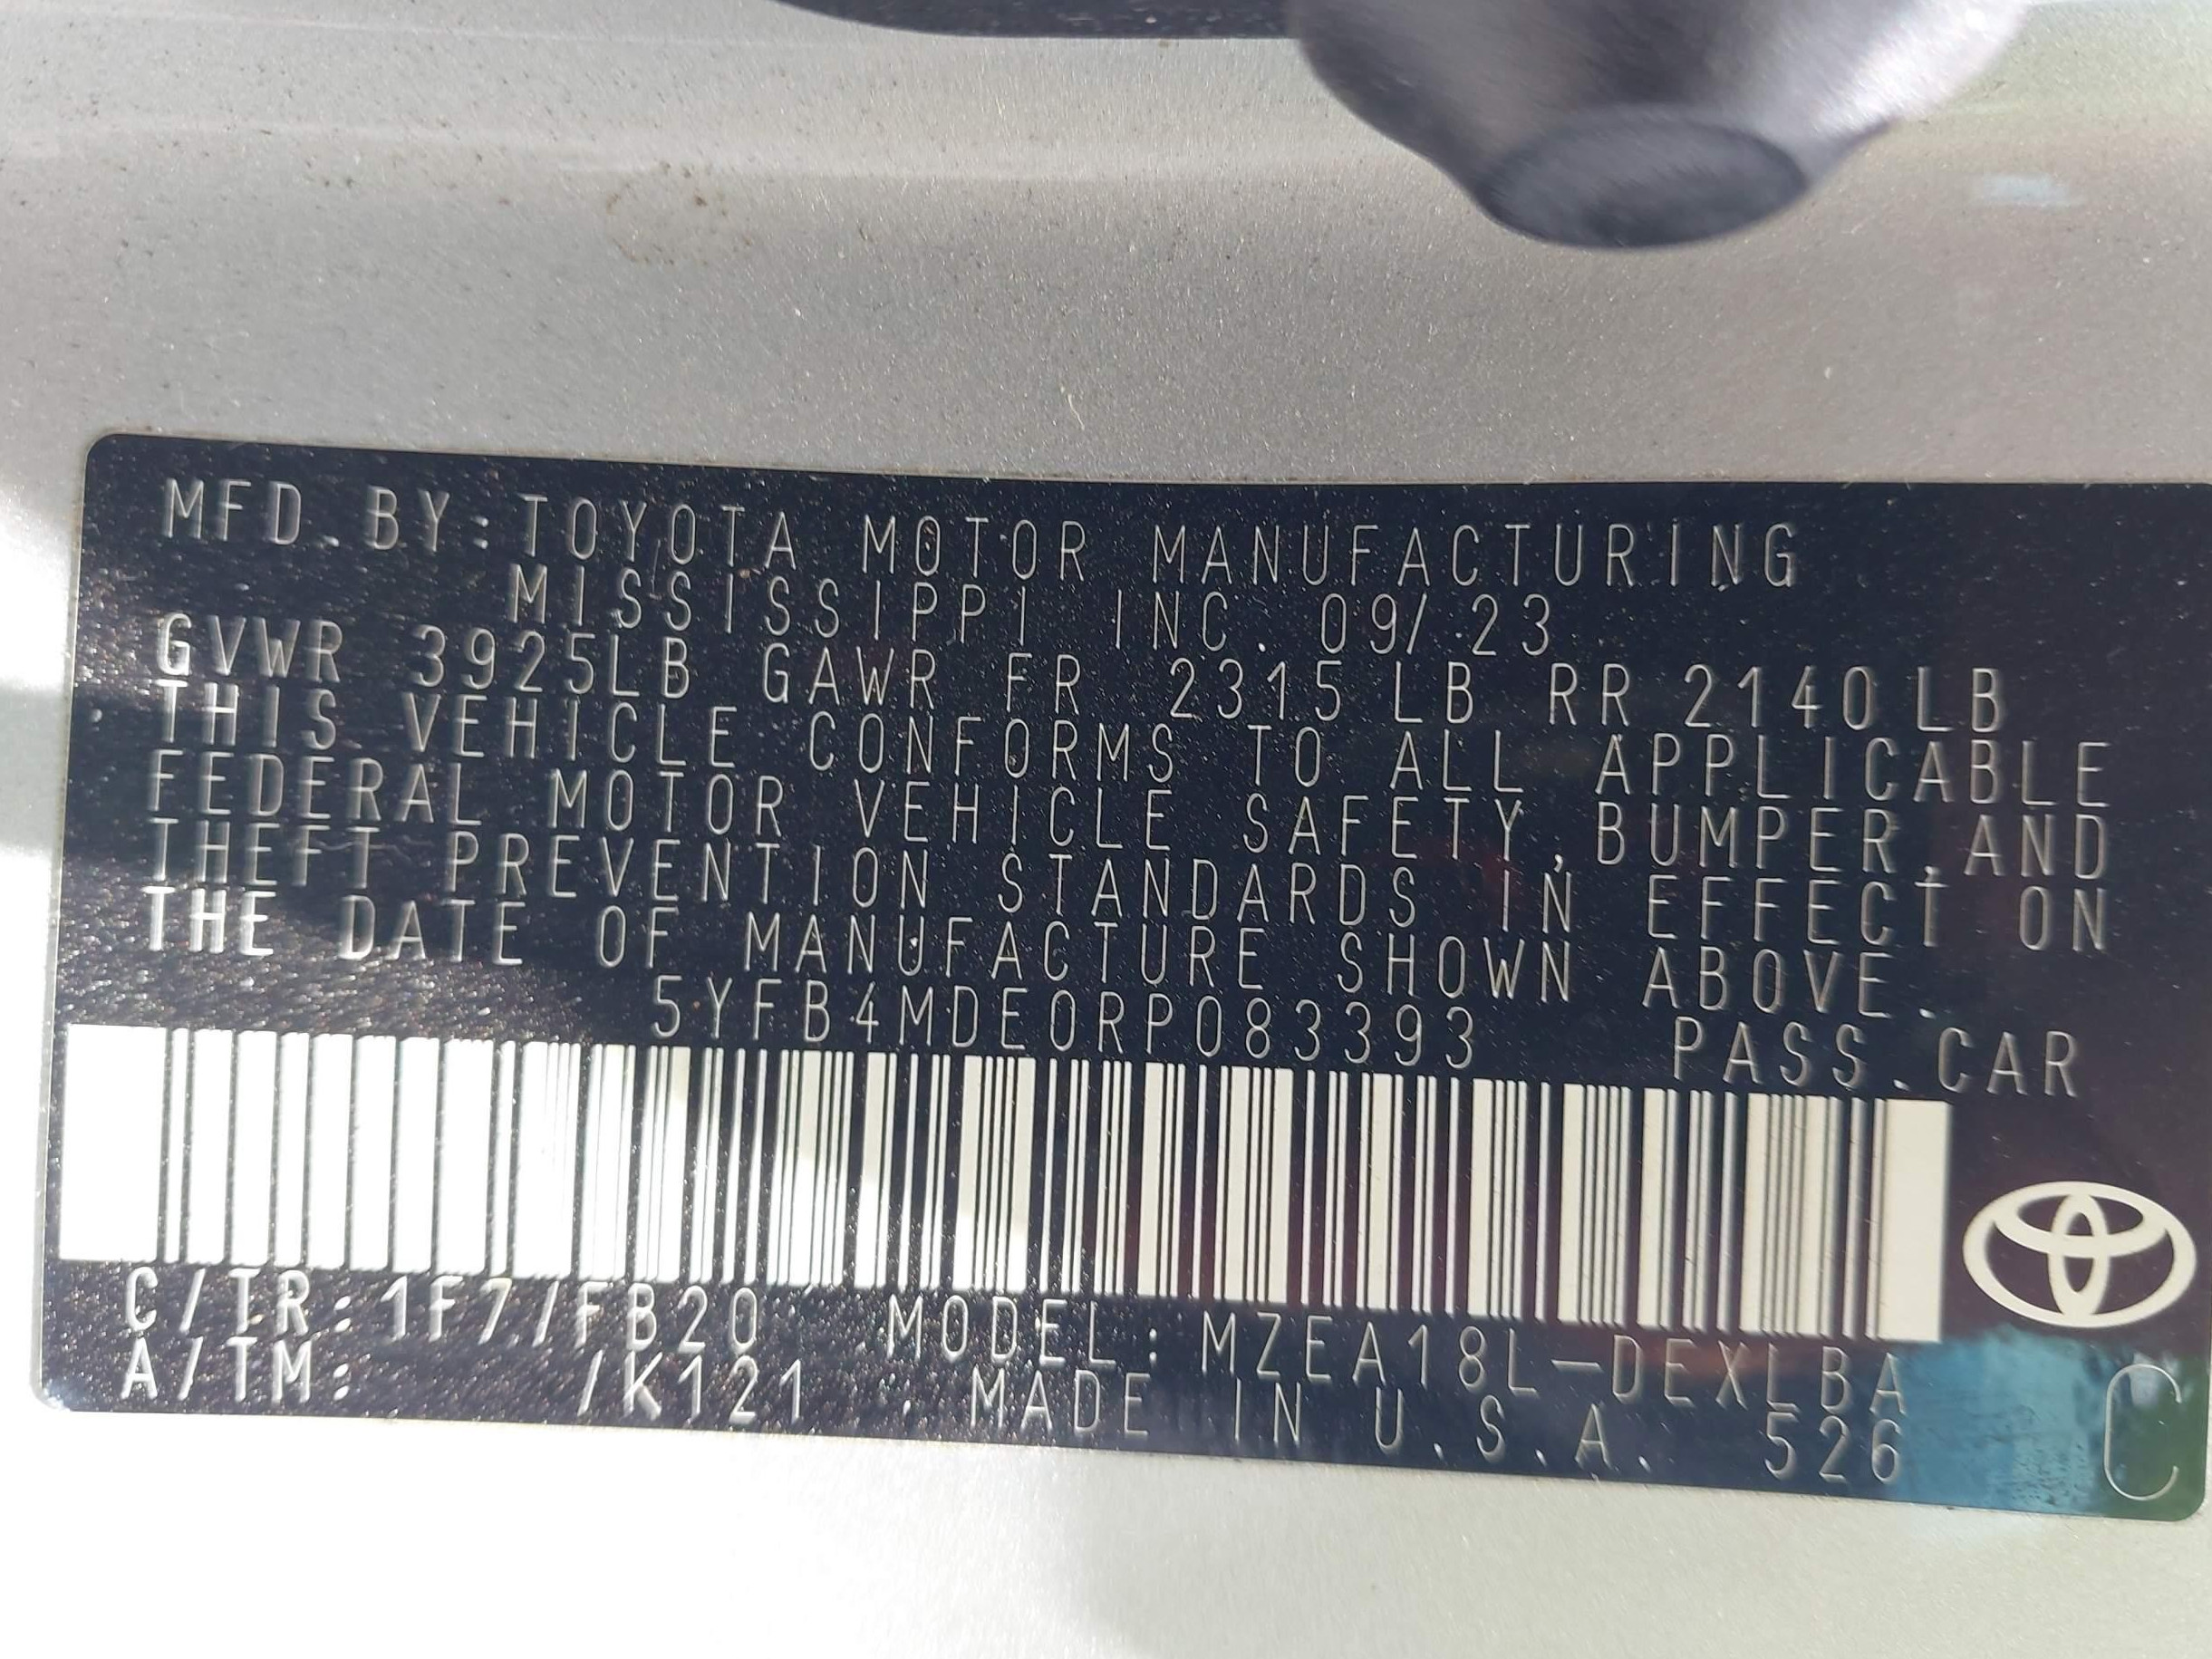 MFD.BY:TOYOTA MOTOR MANUFACTURING
MISSISSIPPI INC. 09/23
GVWR 3925LB GAWR FR 2315LB RR 2140LB
THIS VEHICLE CONFORMS TO ALL APPLICABLE
FEDERAL MOTOR VEHICLE SAFETY,BUMPER,AND
THEFT PREVENTION STANDARDS IN EFFECT ON
THE DATE OF MANUFACTURE SHOWN ABOVE.
5YFB4MDE0RP083393 PASS.CAR
C/TR:1F7/FB20 MODEL:MZEA18L-DEXLBA
A/TM: /K121 MADE IN U.S.A. 526
C